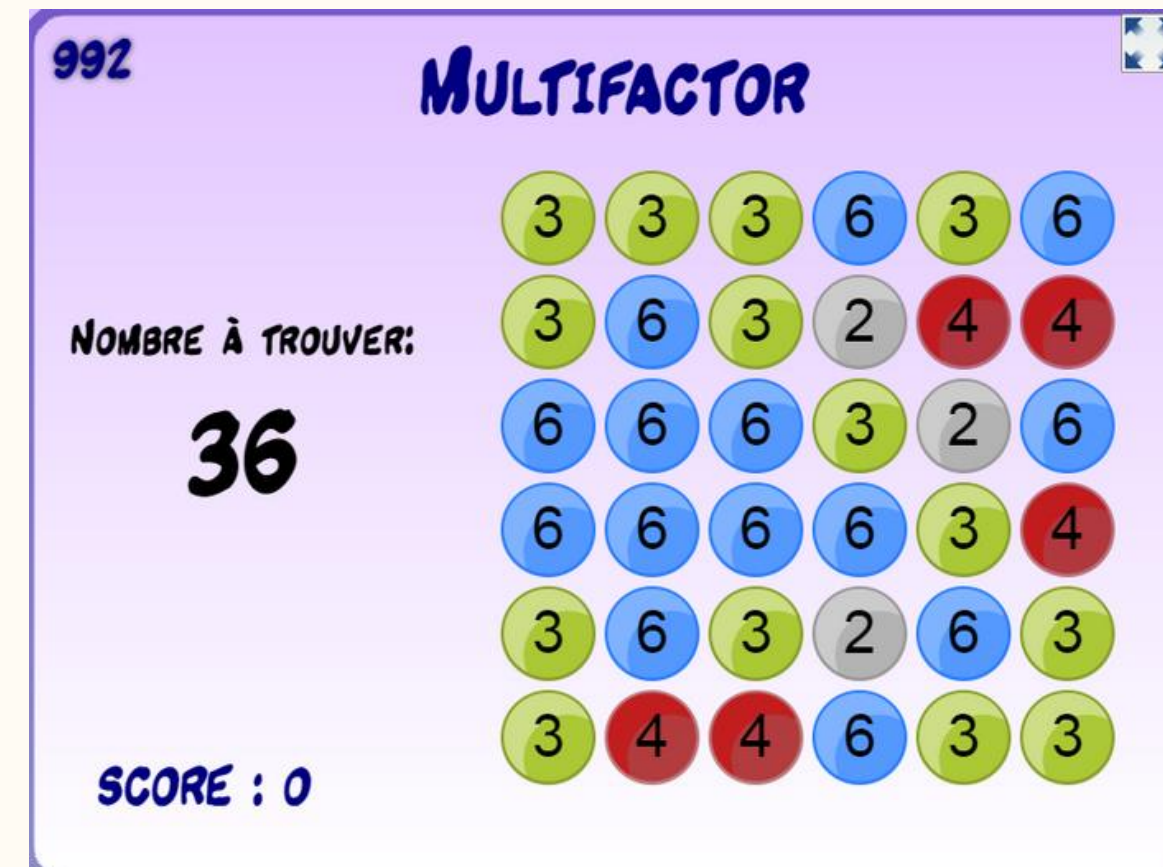 992
MULTIFACTOR
3 3 3 6 3 6
3 6 3 2 4 4
NOMBRE À TROUVER:
6 6 6 3 2 6
36
6 6 6 6 3 4
3 6 3 2 6 3
3 4 4 6 3 3
SCORE : 0